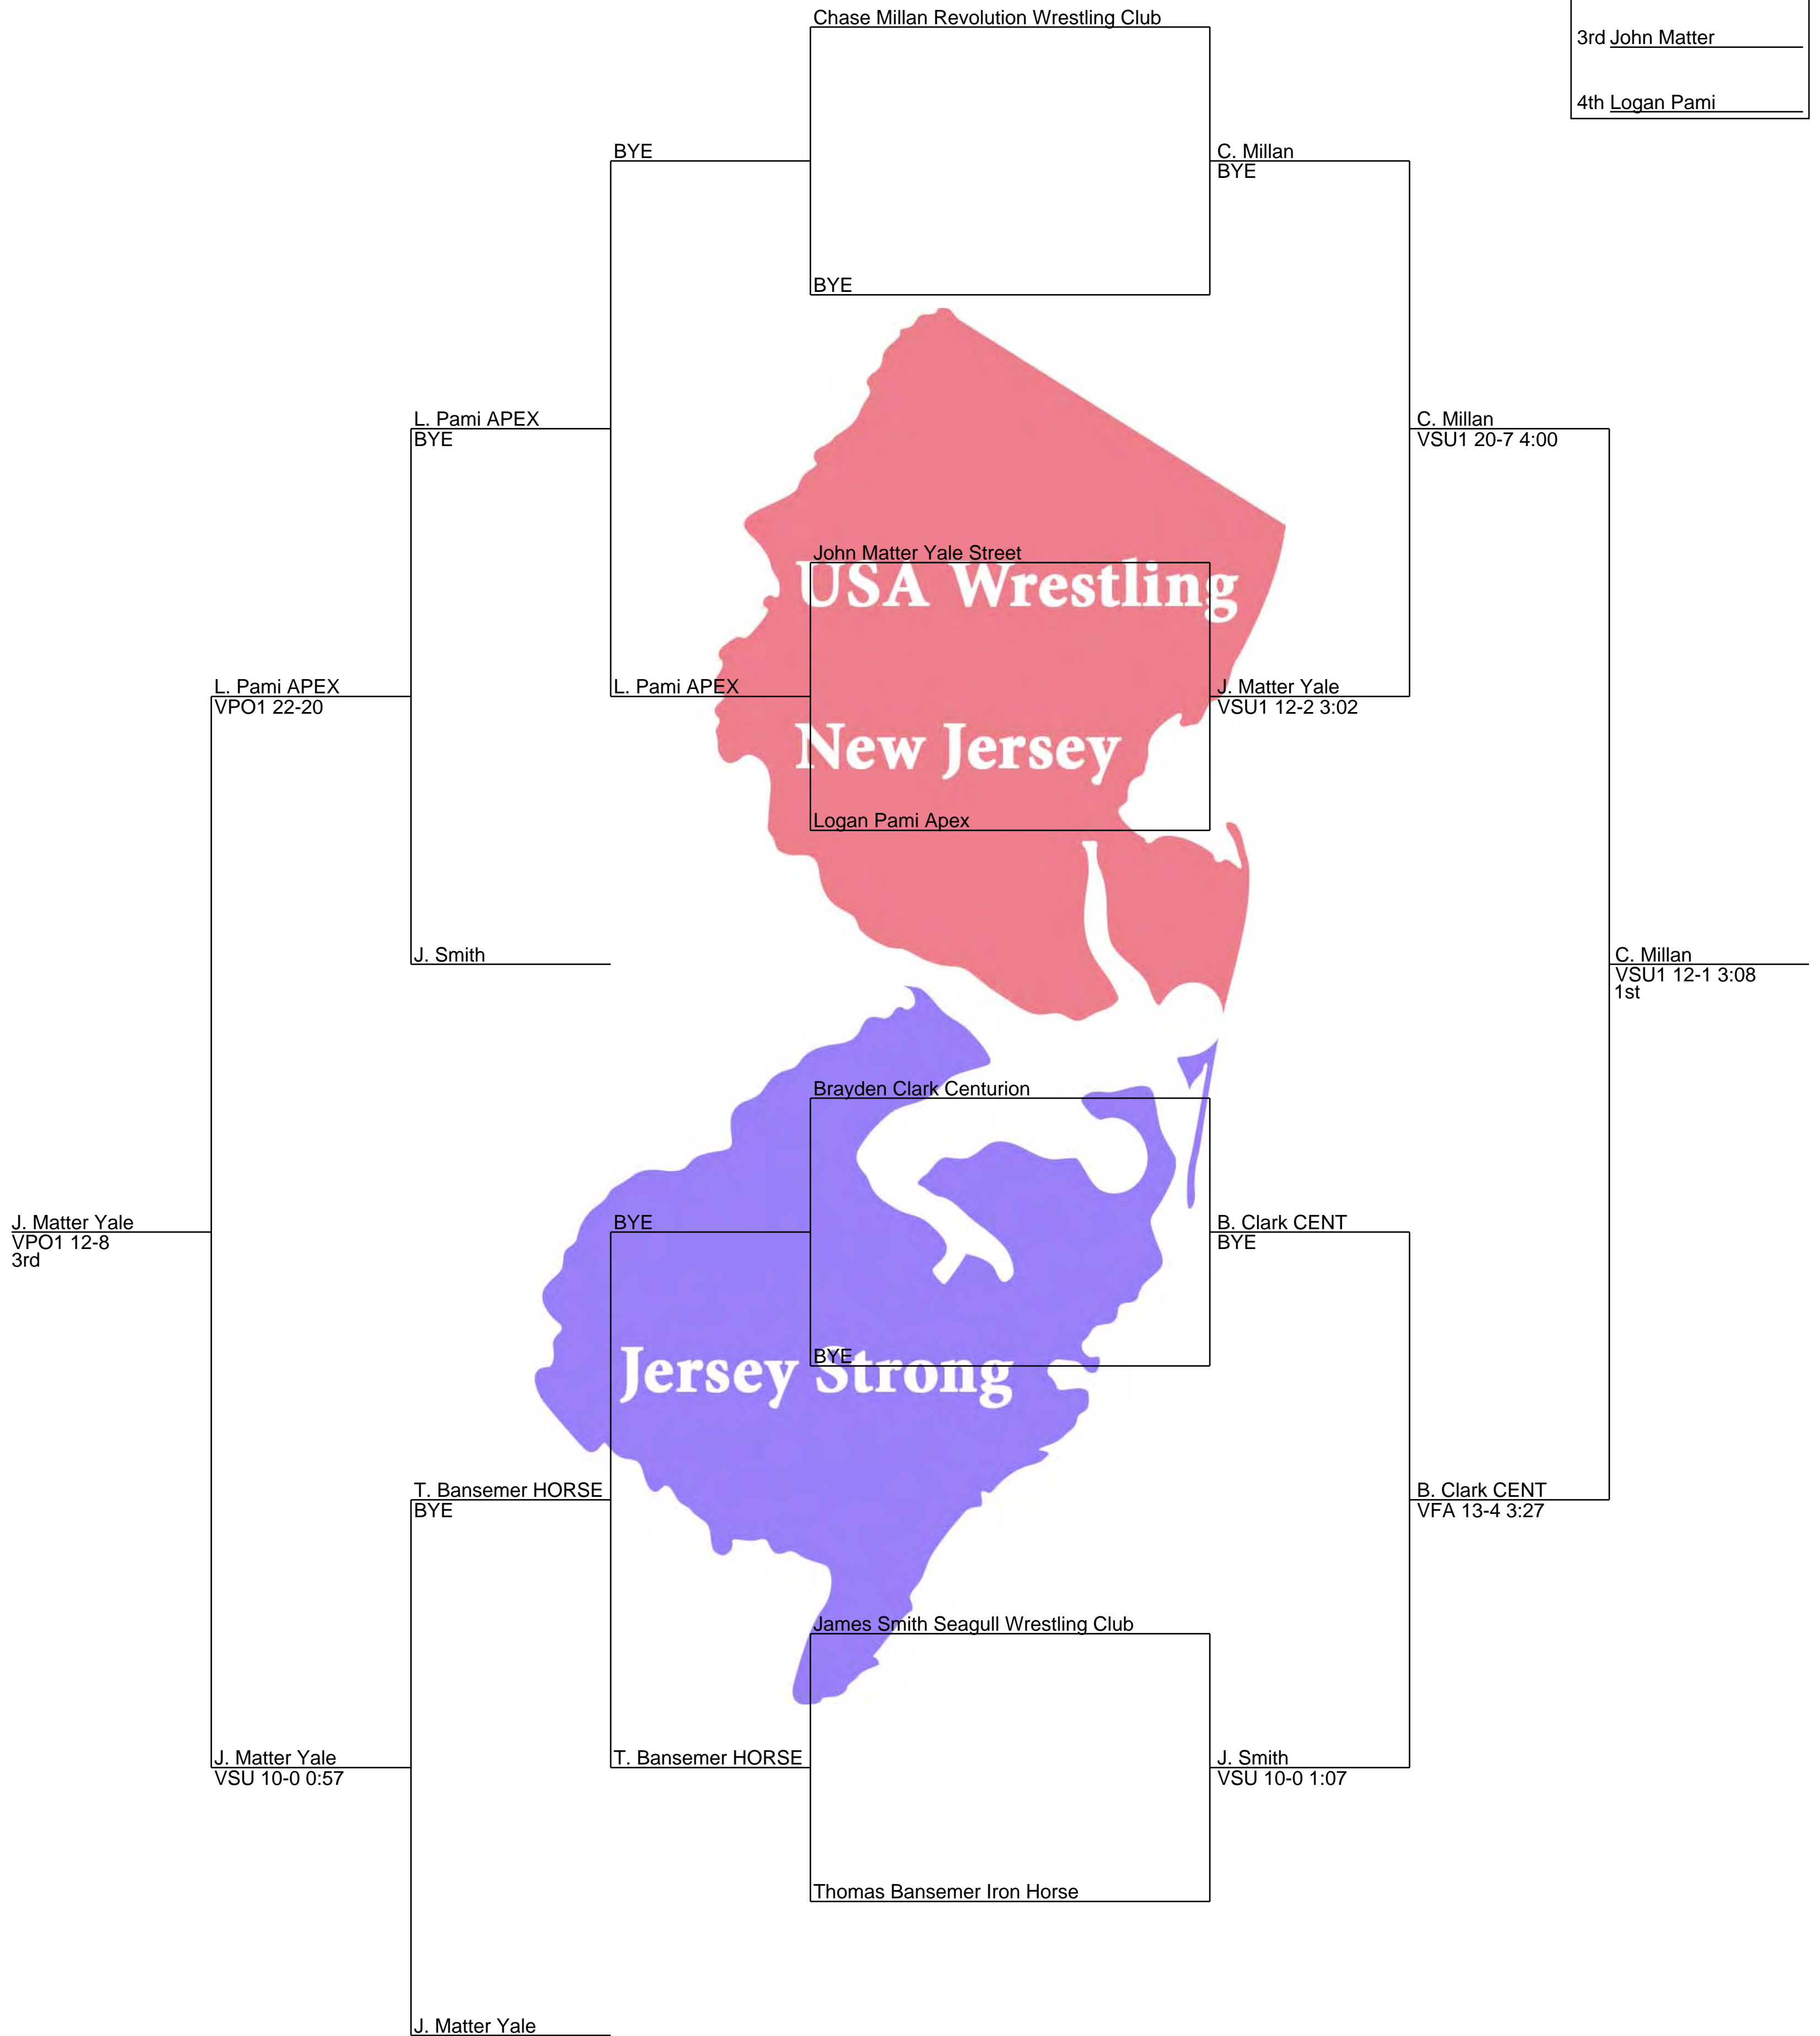 Chase Millan Revolution Wrestling Club
3rd John Matter
4th Logan Pami
BYE
C. Millan
BYE
BYE
L. Pami APEX
BYE
C. Millan
VSU1 20-7 4:00
John Matter Yale Street
USA Wrestling
L. Pami APEX
VPO1 22-20
L. Pami APEX
J. Matter Yale
VSU1 12-2 3:02
New Jersey
Logan Pami Apex
J. Smith
C. Millan
VSU1 12-1 3:08
1st
Brayden Clark Centurion
J. Matter Yale
VPO1 12-8
3rd
BYE
B. Clark CENT
BYE
BYE
Jersey Strong
T. Bansemer HORSE
BYE
B. Clark CENT
VFA 13-4 3:27
James Smith Seagull Wrestling Club
J. Matter Yale
VSU 10-0 0:57
T. Bansemer HORSE
J. Smith
VSU 10-0 1:07
Thomas Bansemer Iron Horse
J. Matter Yale